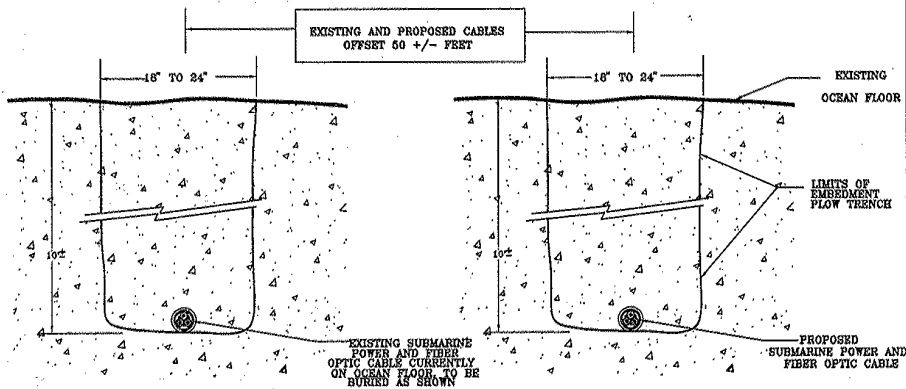 EXISTING AND PROPOSED CABLES
OFFSET 50 +/- FEET
18" TO 24"
18" TO 24"
EXISTING
OCEAN FLOOR
LIMITS OF
EMBEDMENT
PLOW TRENCH
10'±
10'±
EXISTING SUBMARINE
POWER AND FIBER
OPTIC CABLE CURRENTLY
ON OCEAN FLOOR, TO BE
BURIED AS SHOWN
PROPOSED
SUBMARINE POWER AND
FIBER OPTIC CABLE